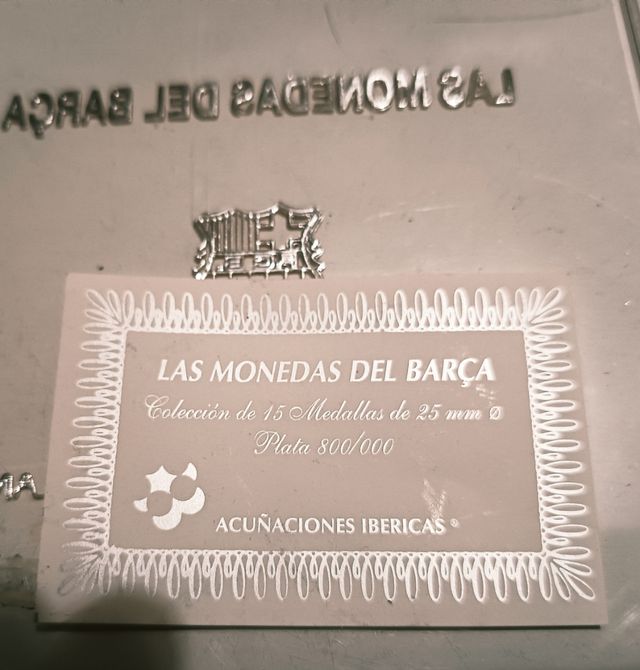 LAS MONEDAS DEL BARÇA
LAS MONEDAS DEL BARÇA
Colección de 15 Medallas de 25 mm Ø
Plata 800/000
ACUÑACIONES IBERICAS ®